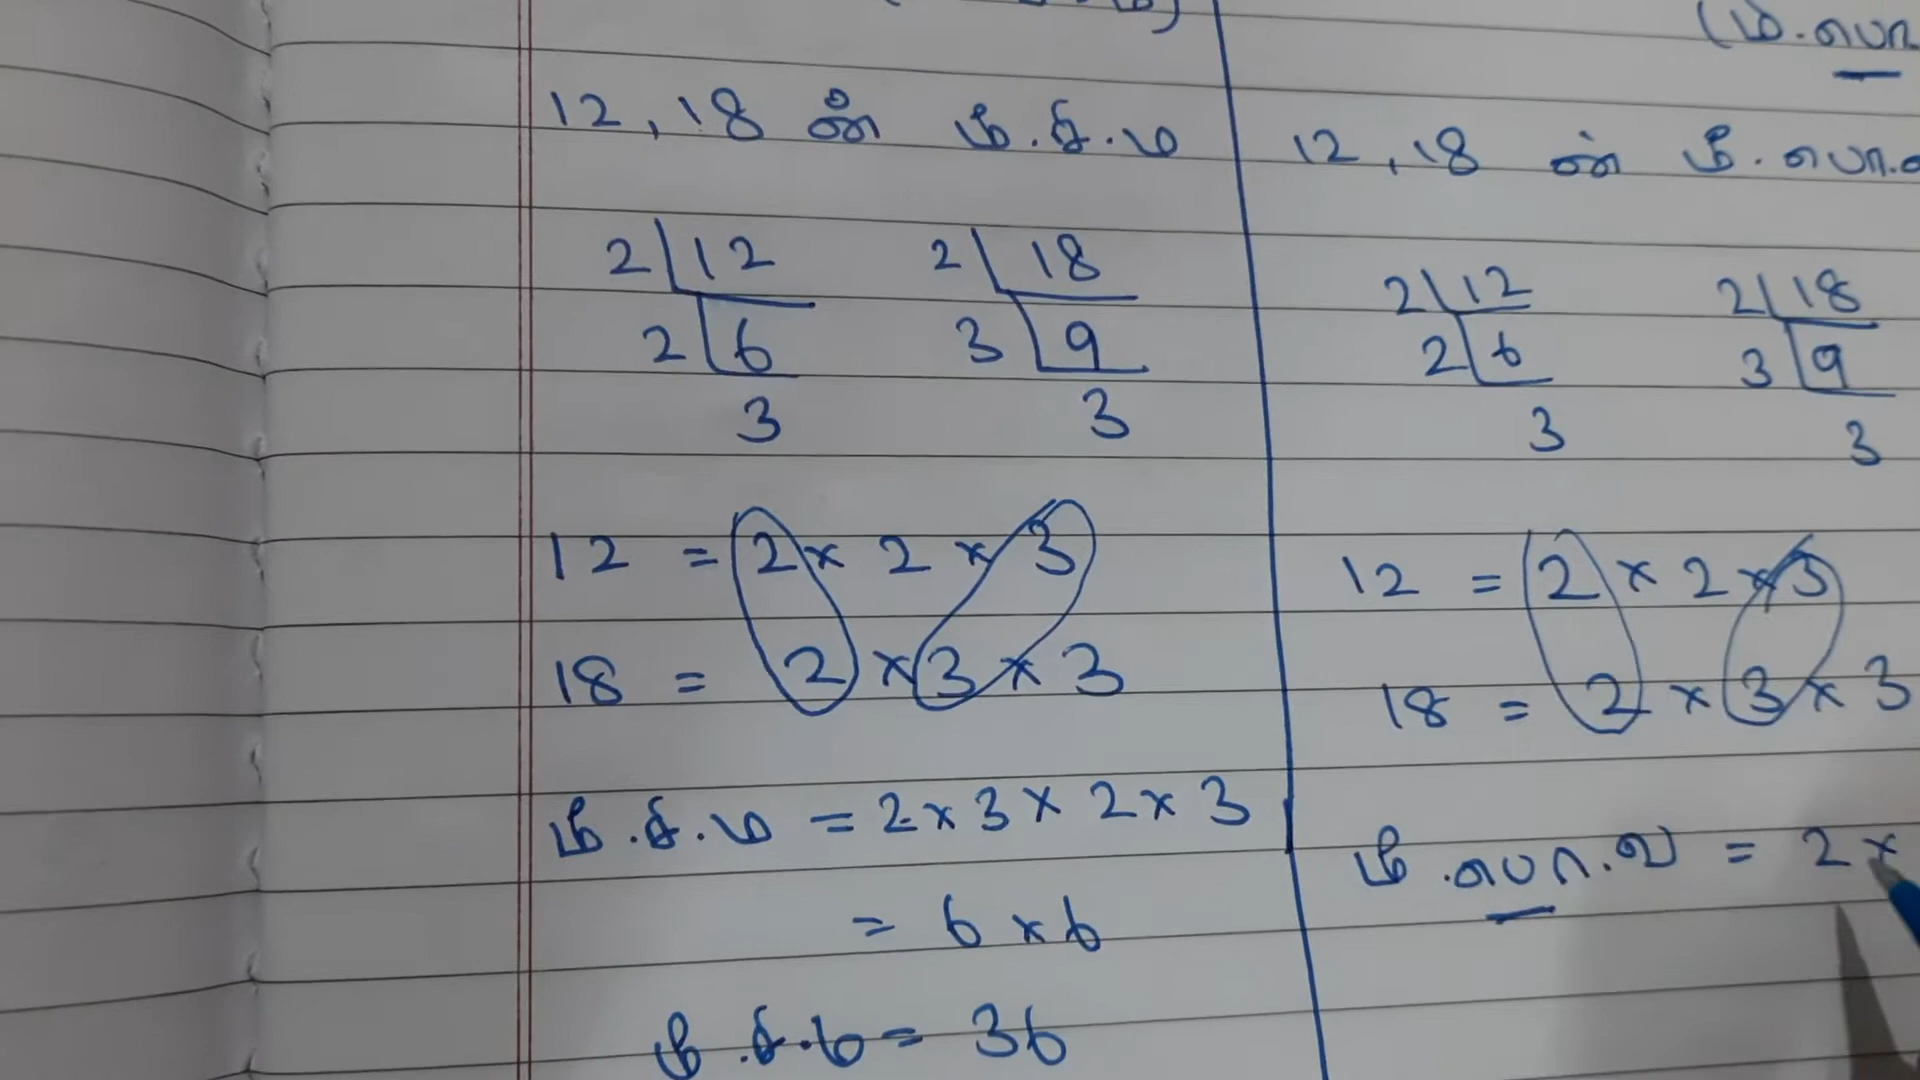 12, 18 ன் மீ.சி.ம
2 12
2 6
3
2 18
3 9
3
12 = 2 × 2 × 3
18 = 2 × 3 × 3
மீ.சி.ம = 2 × 3 × 2 × 3
= 6 × 6
மீ.சி.ம = 36
(மீ.பொ
12, 18 ன் மீ.பொ.
2 12
2 6
3
2 18
3 9
3
12 = 2 × 2 × 3
18 = 2 × 3 × 3
மீ.பொ.வ = 2 ×